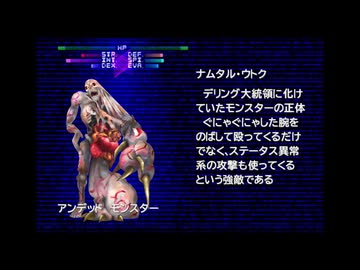 HP
STR DEF
INT SPI
DEX EVA
ナムタル・ウトク
デリング大統領に化け
ていたモンスターの正体
ぐにゃぐにゃした腕を
のばして殴ってくるだけ
でなく、ステータス異常
系の攻撃も使ってくる
という強敵である
アンデッド モンスター